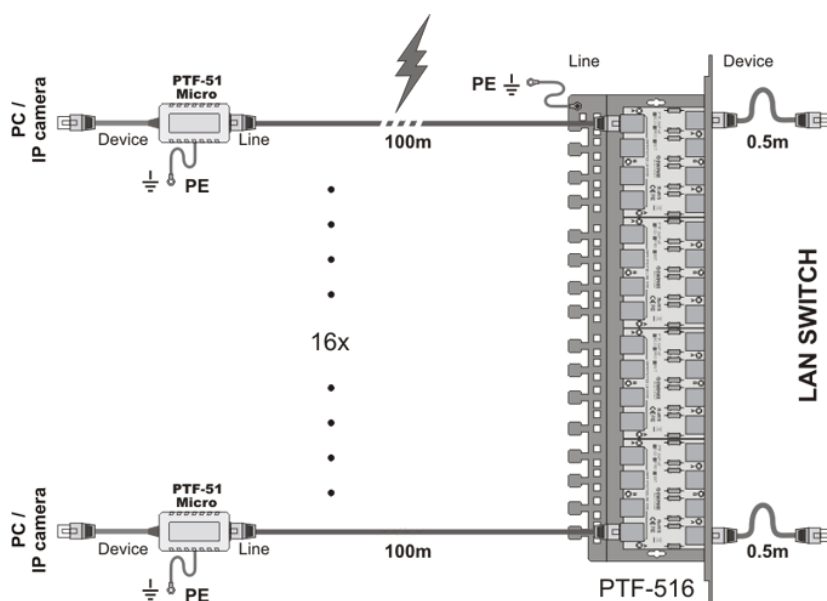 Line
Device
PE
PTF-51
Micro
PC /
IP camera
Device
Line
100m
0.5m
PE
16x
LAN SWITCH
PTF-51
Micro
PC /
IP camera
Device
Line
100m
0.5m
PE
PTF-516